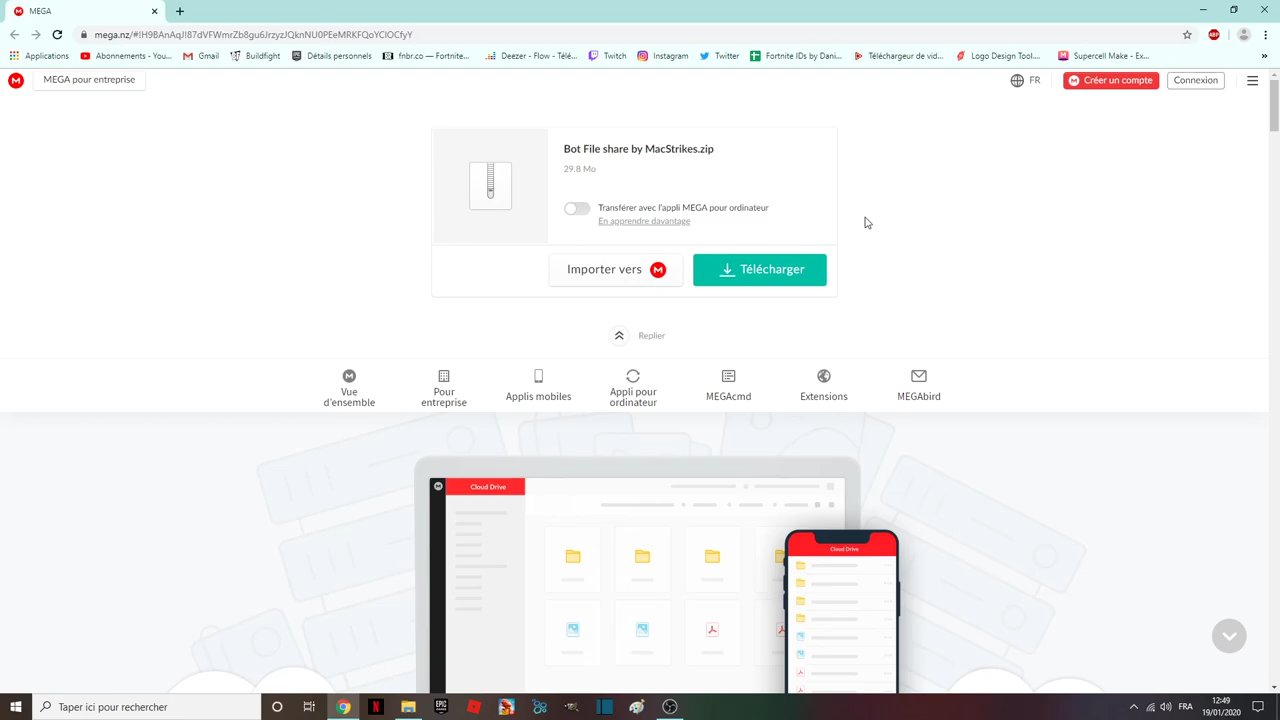 MEGA
mega.nz/#!H9BAnAqJI87dVFWmrZb8gu6JrzyzJQknNU0PEeMRKFQoYClOCfyY
ABP
Applications
Abonnements - You...
Gmail
Buildfight
Détails personnels
fnbr.co — Fortnite...
Deezer - Flow - Trés...
Twitch
Instagram
Twitter
Fortnite IDs by Dani...
Téléchargeur de vid...
Logo Design Tool....
Supercell Make - Ex...
MEGA pour entreprise
FR
Créer un compte
Connexion
Bot File share by MacStrikes.zip
29.8 Mo
Transférer avec l'appli MEGA pour ordinateur
En apprendre davantage
Importer vers
Télécharger
Replier
Vue
d'ensemble
Pour
entreprise
Applis mobiles
Appli pour
ordinateur
MEGAcmd
Extensions
MEGAbird
Cloud Drive
Cloud Drive
Taper ici pour rechercher
FRA
12:49
19/01/2020